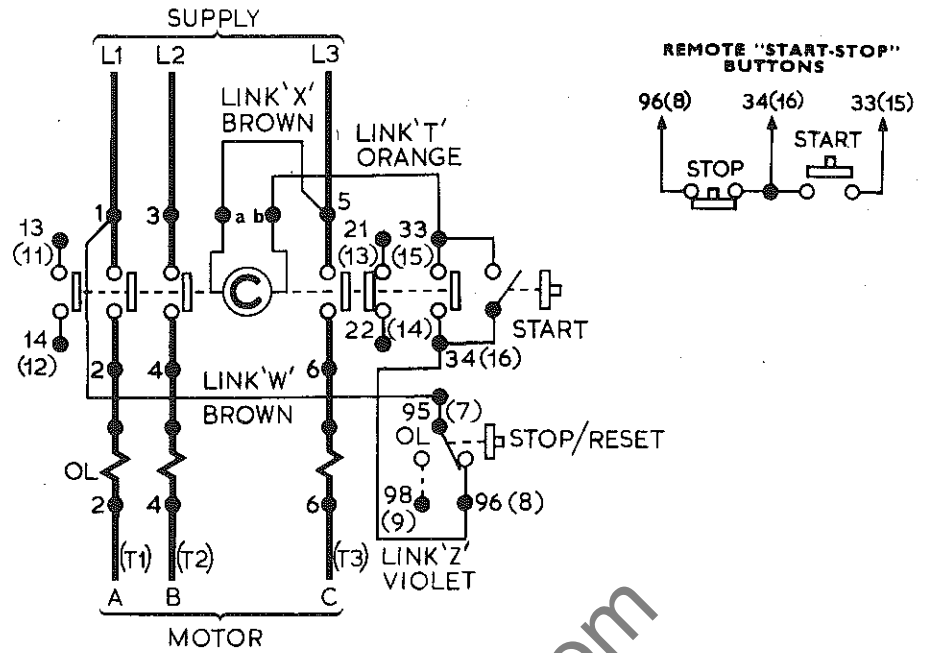 SUPPLY
L1 L2 L3
LINK 'X'
BROWN
LINK 'T'
ORANGE
REMOTE "START-STOP"
BUTTONS
96(8) 34(16) 33(15)
START
STOP
1 3 a b 5
13
(11)
21
(13)
33
(15)
C
START
14
(12)
22
(14)
34(16)
2 4 6
LINK 'W'
BROWN
95 (7)
OL
STOP/RESET
OL
98
(9)
96(8)
2 4 6
LINK 'Z'
VIOLET
(T1) (T2) (T3)
A B C
MOTOR
.com